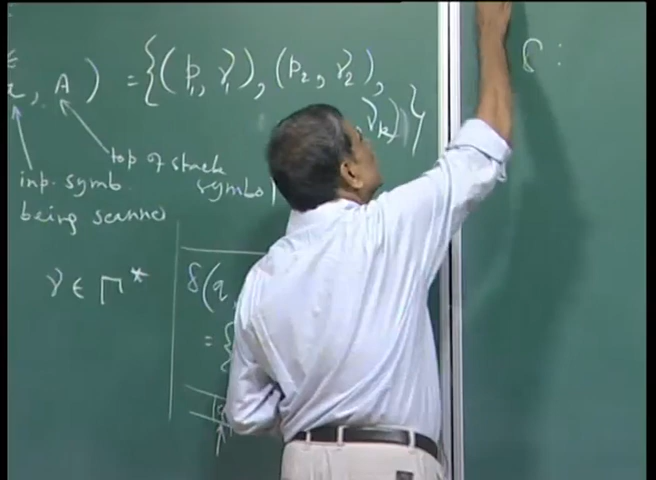 , A) = {(p₁, γ₁), (p₂, γ₂),
γₖ)}
top of stack
symbol
inp. symb.
being scanned
γ ∈ Γ*
δ(q,
= {
δ :